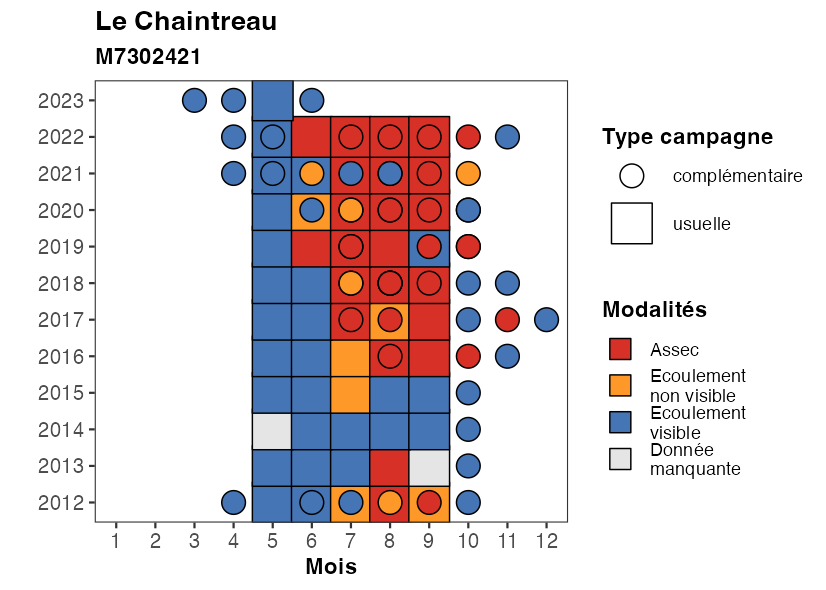 Le Chaintreau
M7302421
2023
2022
2021
2020
2019
2018
2017
2016
2015
2014
2013
2012
1 2 3 4 5 6 7 8 9 10 11 12
Mois
Type campagne
complémentaire
usuelle
Modalités
Assec
Ecoulement
non visible
Ecoulement
visible
Donnée
manquante